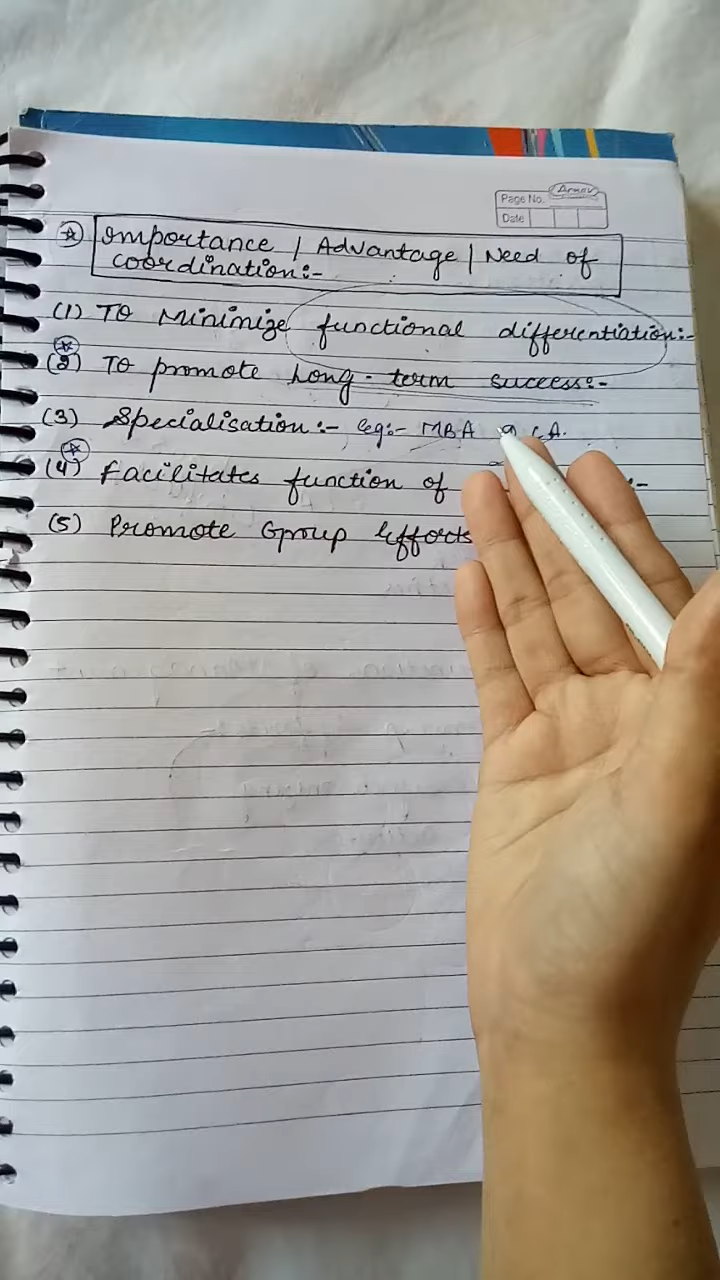 Page No.
Arnav
Date
Importance / Advantage / Need of
coordination:-
(1) To Minimize functional differentiation:-
(2) To promote Long-term success:-
(3) Specialisation:- eg:- MBA CA.
(4) Facilitates function of
(5) Promote Group Efforts